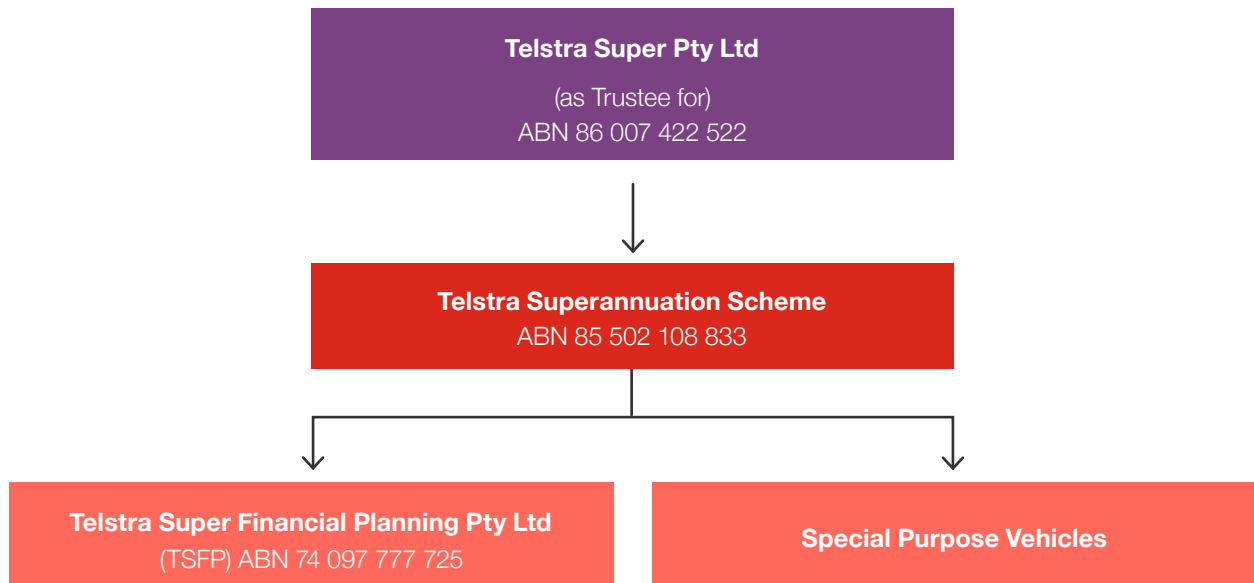 Telstra Super Pty Ltd
(as Trustee for)
ABN 86 007 422 522
Telstra Superannuation Scheme
ABN 85 502 108 833
Telstra Super Financial Planning Pty Ltd
(TSFP) ABN 74 097 777 725
Special Purpose Vehicles